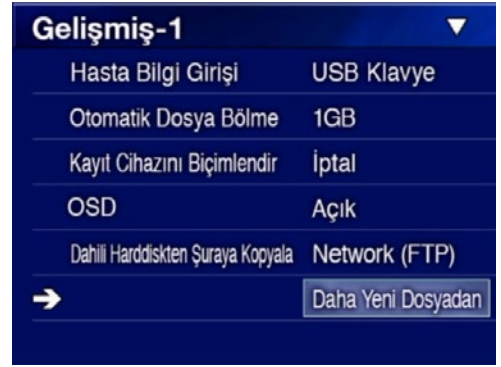 Gelişmiş-1 ▼
Hasta Bilgi Girişi USB Klavye
Otomatik Dosya Bölme 1GB
Kayıt Cihazını Biçimlendir İptal
OSD Açık
Dahili Harddiskten Şuraya Kopyala Network (FTP)
➔ Daha Yeni Dosyadan